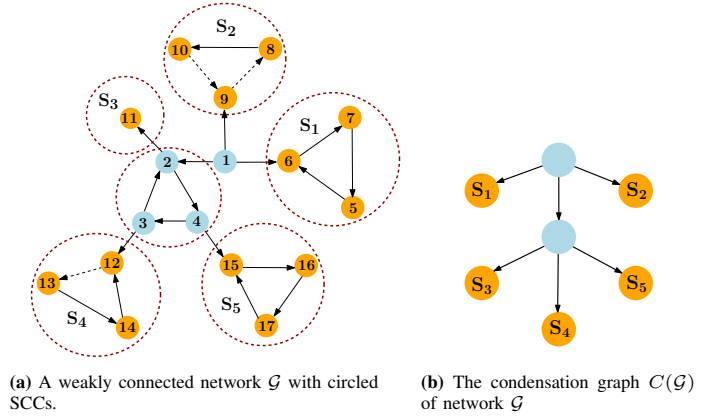 S₂
10
8
9
S₃
11
S₁
7
2
1
6
5
3
4
12
15
16
13
S₄
14
S₅
17
S₁
S₂
S₃
S₅
S₄
(a) A weakly connected network 𝒢 with circled
SCCs.
(b) The condensation graph C(𝒢)
of network 𝒢